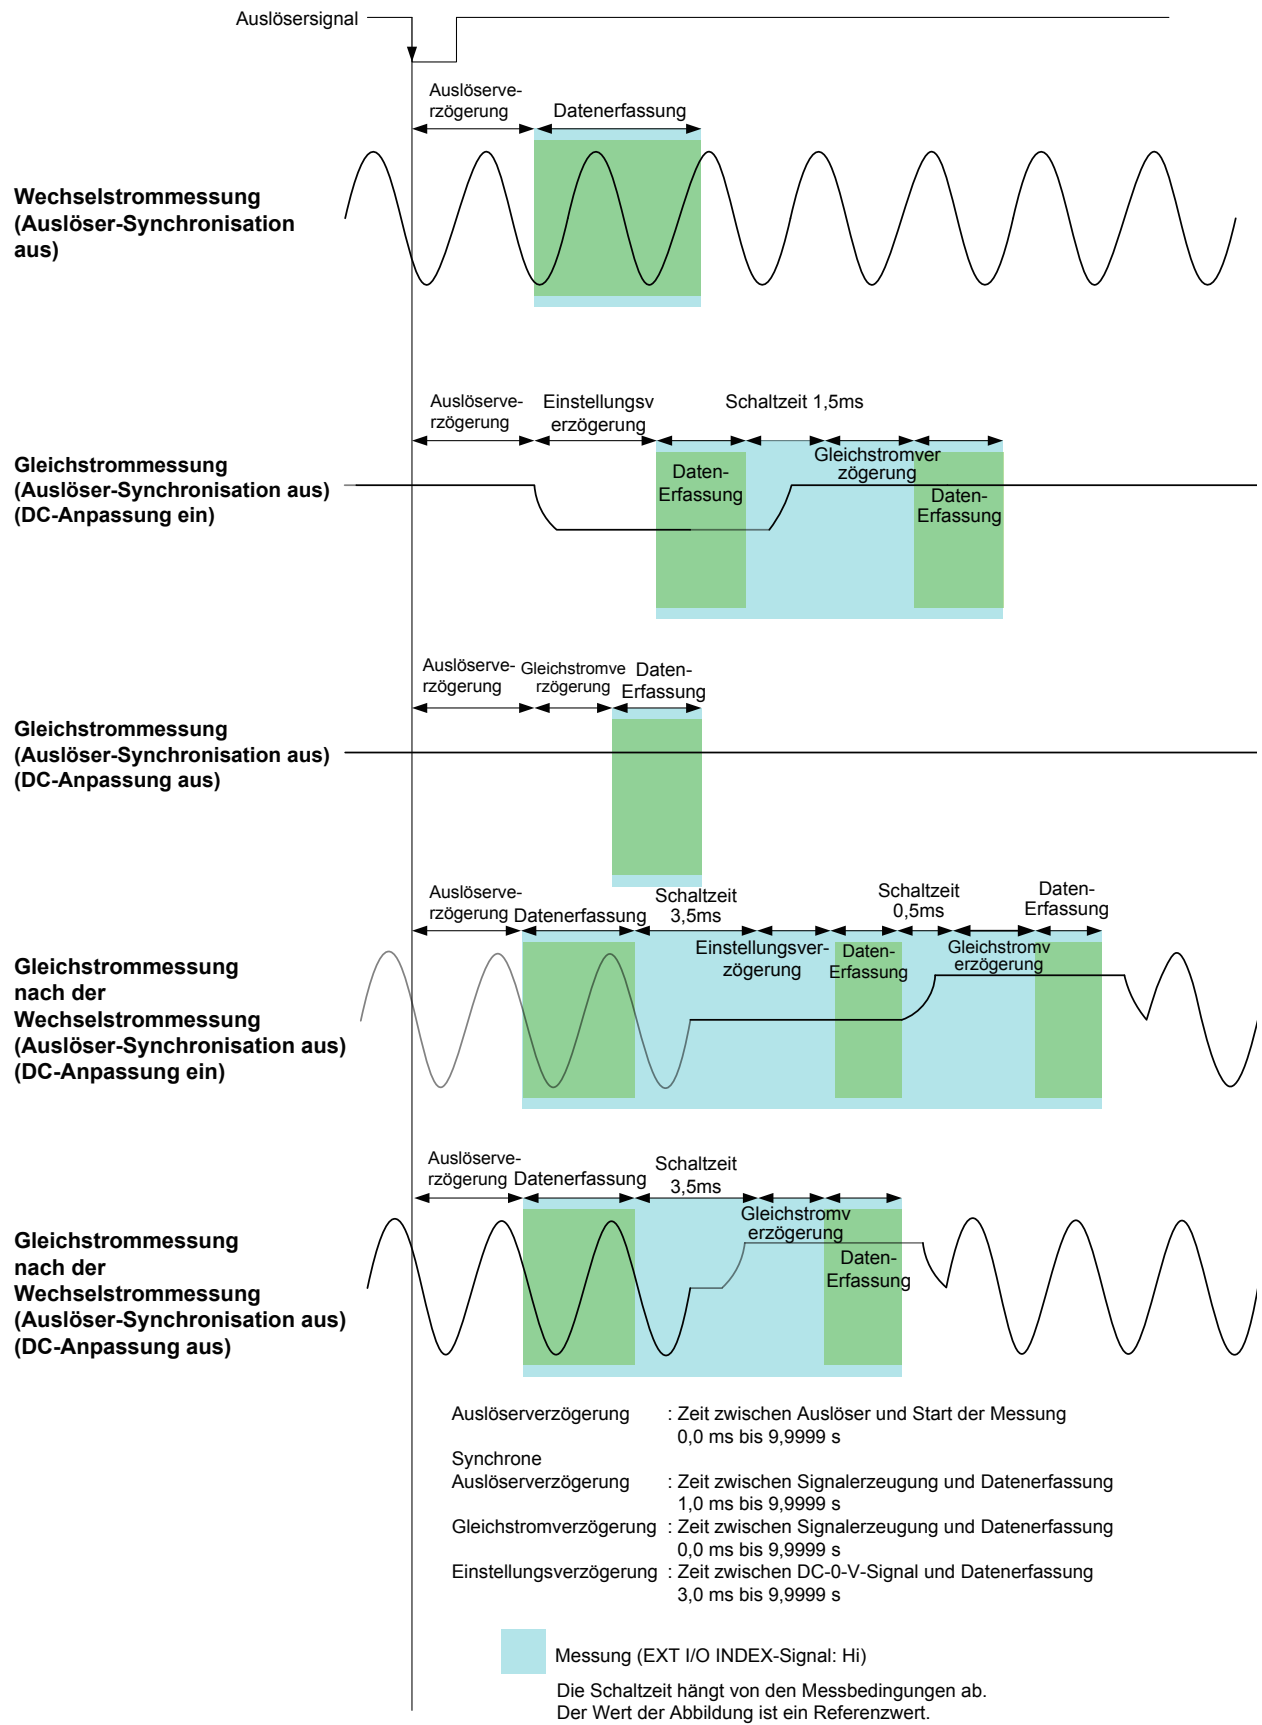 Auslösersignal
Auslöserve-
rzögerung
Datenerfassung
Wechselstrommessung
(Auslöser-Synchronisation
aus)
Auslöserve-
rzögerung
Einstellungsv
erzögerung
Schaltzeit 1,5ms
Gleichstrommessung
(Auslöser-Synchronisation aus)
(DC-Anpassung ein)
Daten-
Erfassung
Gleichstromver
zögerung
Daten-
Erfassung
Auslöserve-
rzögerung
Gleichstromve
rzögerung
Daten-
Erfassung
Gleichstrommessung
(Auslöser-Synchronisation aus)
(DC-Anpassung aus)
Auslöserve-
rzögerung
Datenerfassung
Schaltzeit
3,5ms
Schaltzeit
0,5ms
Daten-
Erfassung
Einstellungsver-
zögerung
Daten-
Erfassung
Gleichstromv
erzögerung
Gleichstrommessung
nach der
Wechselstrommessung
(Auslöser-Synchronisation aus)
(DC-Anpassung ein)
Auslöserve-
rzögerung
Datenerfassung
Schaltzeit
3,5ms
Gleichstromv
erzögerung
Daten-
Erfassung
Gleichstrommessung
nach der
Wechselstrommessung
(Auslöser-Synchronisation aus)
(DC-Anpassung aus)
Auslöserverzögerung : Zeit zwischen Auslöser und Start der Messung
0,0 ms bis 9,9999 s
Synchrone
Auslöserverzögerung : Zeit zwischen Signalerzeugung und Datenerfassung
1,0 ms bis 9,9999 s
Gleichstromverzögerung : Zeit zwischen Signalerzeugung und Datenerfassung
0,0 ms bis 9,9999 s
Einstellungsverzögerung : Zeit zwischen DC-0-V-Signal und Datenerfassung
3,0 ms bis 9,9999 s
Messung (EXT I/O INDEX-Signal: Hi)
Die Schaltzeit hängt von den Messbedingungen ab.
Der Wert der Abbildung ist ein Referenzwert.